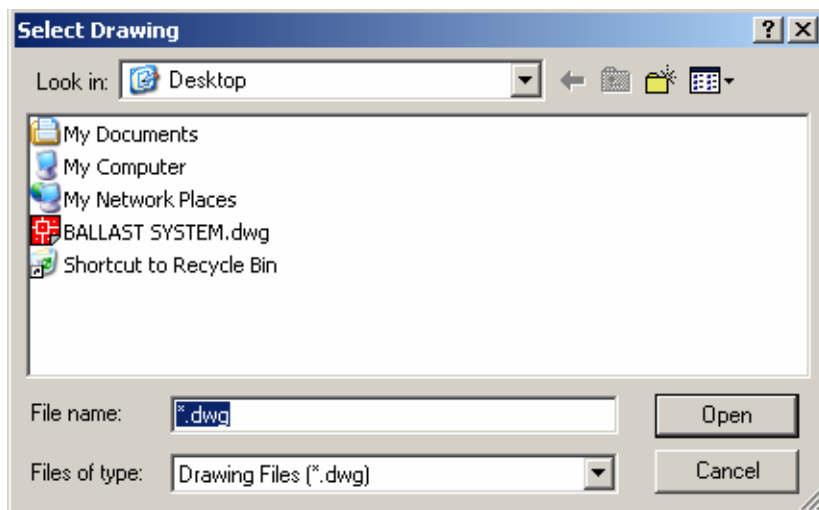 Select Drawing
Look in: Desktop
My Documents
My Computer
My Network Places
BALLAST SYSTEM.dwg
Shortcut to Recycle Bin
File name: *.dwg Open
Files of type: Drawing Files (*.dwg) Cancel